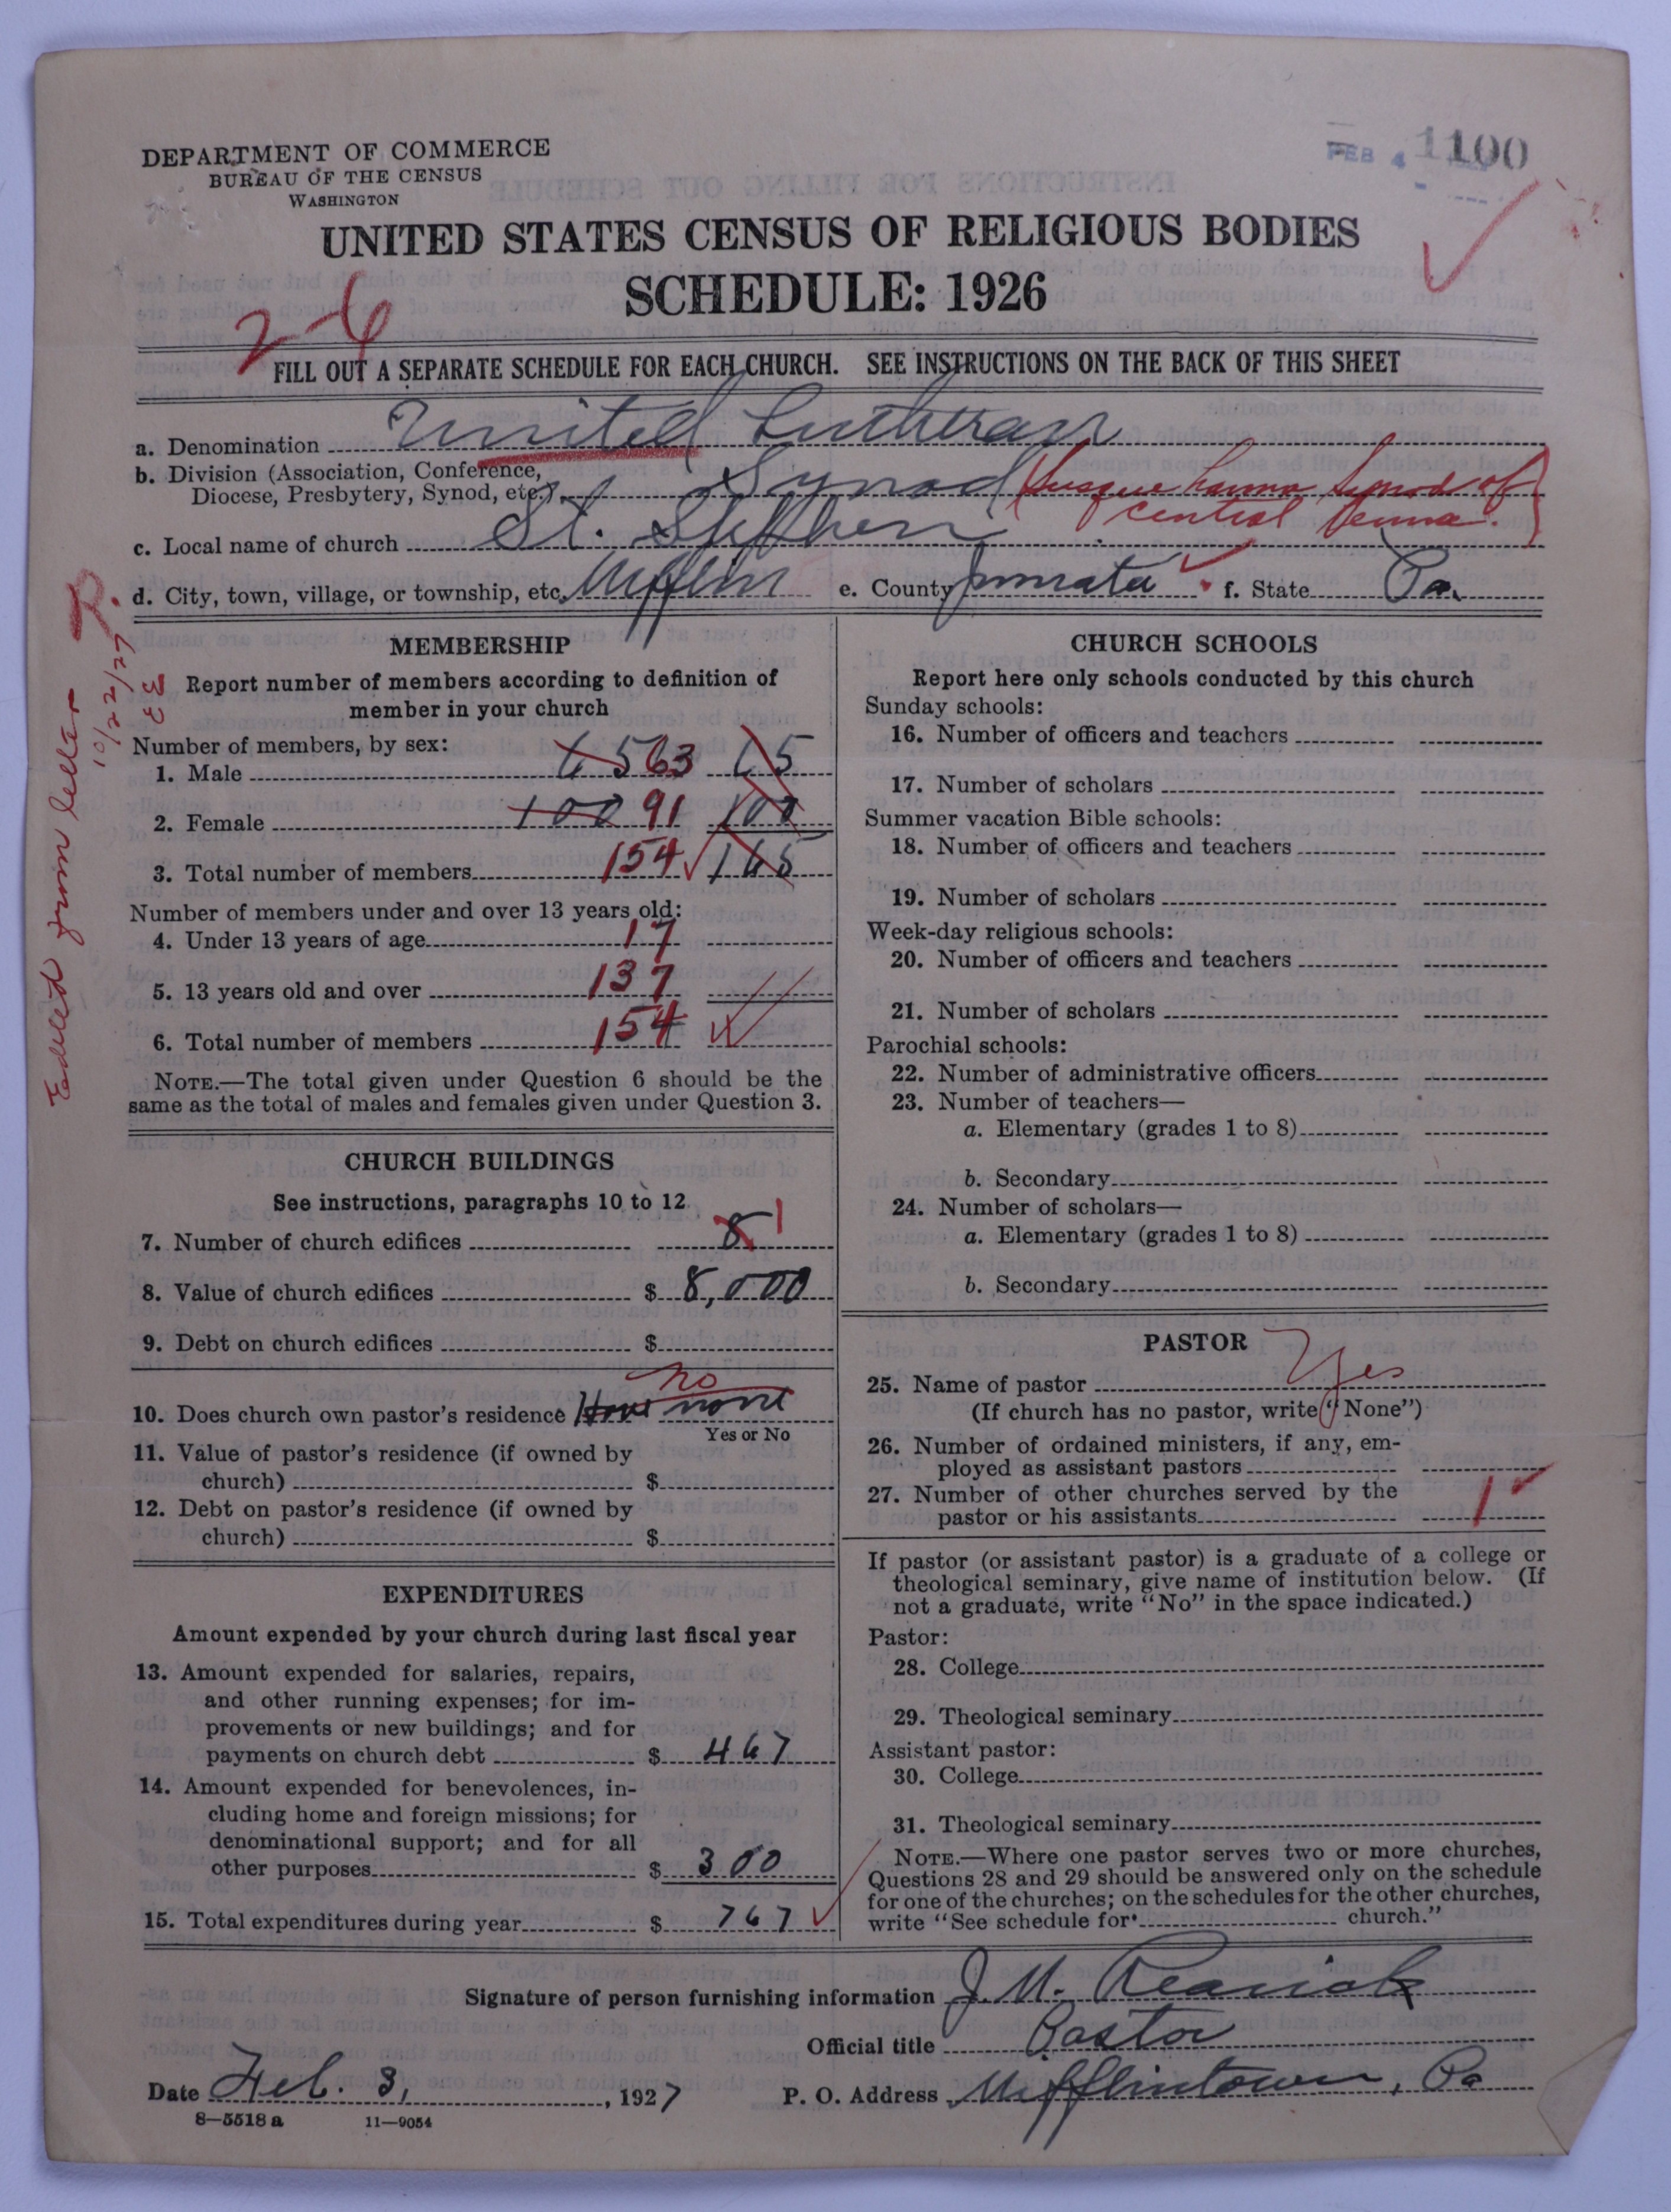 DEPARTMENT OF COMMERCE
BUREAU OF THE CENSUS
WASHINGTON
FEB 4
1100
UNITED STATES CENSUS OF RELIGIOUS BODIES
SCHEDULE: 1926
2-6
FILL OUT A SEPARATE SCHEDULE FOR EACH CHURCH. SEE INSTRUCTIONS ON THE BACK OF THIS SHEET
a. Denomination United Lutheran
b. Division (Association, Conference,
Diocese, Presbytery, Synod, etc.) Synod (Susquehanna Synod of
central Penna.)
c. Local name of church St. Stephen
d. City, town, village, or township, etc. Mifflin e. County Juniata f. State Pa.
Edited from letter
10/22/27
MEMBERSHIP
Report number of members according to definition of
member in your church
Number of members, by sex:
1. Male 65 63 65
2. Female 100 91 100
3. Total number of members 154 165
Number of members under and over 13 years old:
4. Under 13 years of age 17
5. 13 years old and over 137
6. Total number of members 154
NOTE.—The total given under Question 6 should be the
same as the total of males and females given under Question 3.
CHURCH BUILDINGS
See instructions, paragraphs 10 to 12
7. Number of church edifices 8 1
8. Value of church edifices $ 8,000
9. Debt on church edifices $
no
10. Does church own pastor's residence Have none
Yes or No
11. Value of pastor's residence (if owned by
church) $
12. Debt on pastor's residence (if owned by
church) $
EXPENDITURES
Amount expended by your church during last fiscal year
13. Amount expended for salaries, repairs,
and other running expenses; for im-
provements or new buildings; and for
payments on church debt $ 467
14. Amount expended for benevolences, in-
cluding home and foreign missions; for
denominational support; and for all
other purposes $ 300
15. Total expenditures during year $ 767
CHURCH SCHOOLS
Report here only schools conducted by this church
Sunday schools:
16. Number of officers and teachers
17. Number of scholars
Summer vacation Bible schools:
18. Number of officers and teachers
19. Number of scholars
Week-day religious schools:
20. Number of officers and teachers
21. Number of scholars
Parochial schools:
22. Number of administrative officers
23. Number of teachers—
a. Elementary (grades 1 to 8)
b. Secondary
24. Number of scholars—
a. Elementary (grades 1 to 8)
b. Secondary
PASTOR
25. Name of pastor Yes
(If church has no pastor, write "None")
26. Number of ordained ministers, if any, em-
ployed as assistant pastors
27. Number of other churches served by the
pastor or his assistants 1
If pastor (or assistant pastor) is a graduate of a college or
theological seminary, give name of institution below. (If
not a graduate, write "No" in the space indicated.)
Pastor:
28. College
29. Theological seminary
Assistant pastor:
30. College
31. Theological seminary
NOTE.—Where one pastor serves two or more churches,
Questions 28 and 29 should be answered only on the schedule
for one of the churches; on the schedules for the other churches,
write "See schedule for church."
Signature of person furnishing information J. M. Rearick
Official title Pastor
Date Feb. 3, 1927 P. O. Address Mifflintown, Pa
8—5518 a 11—9054